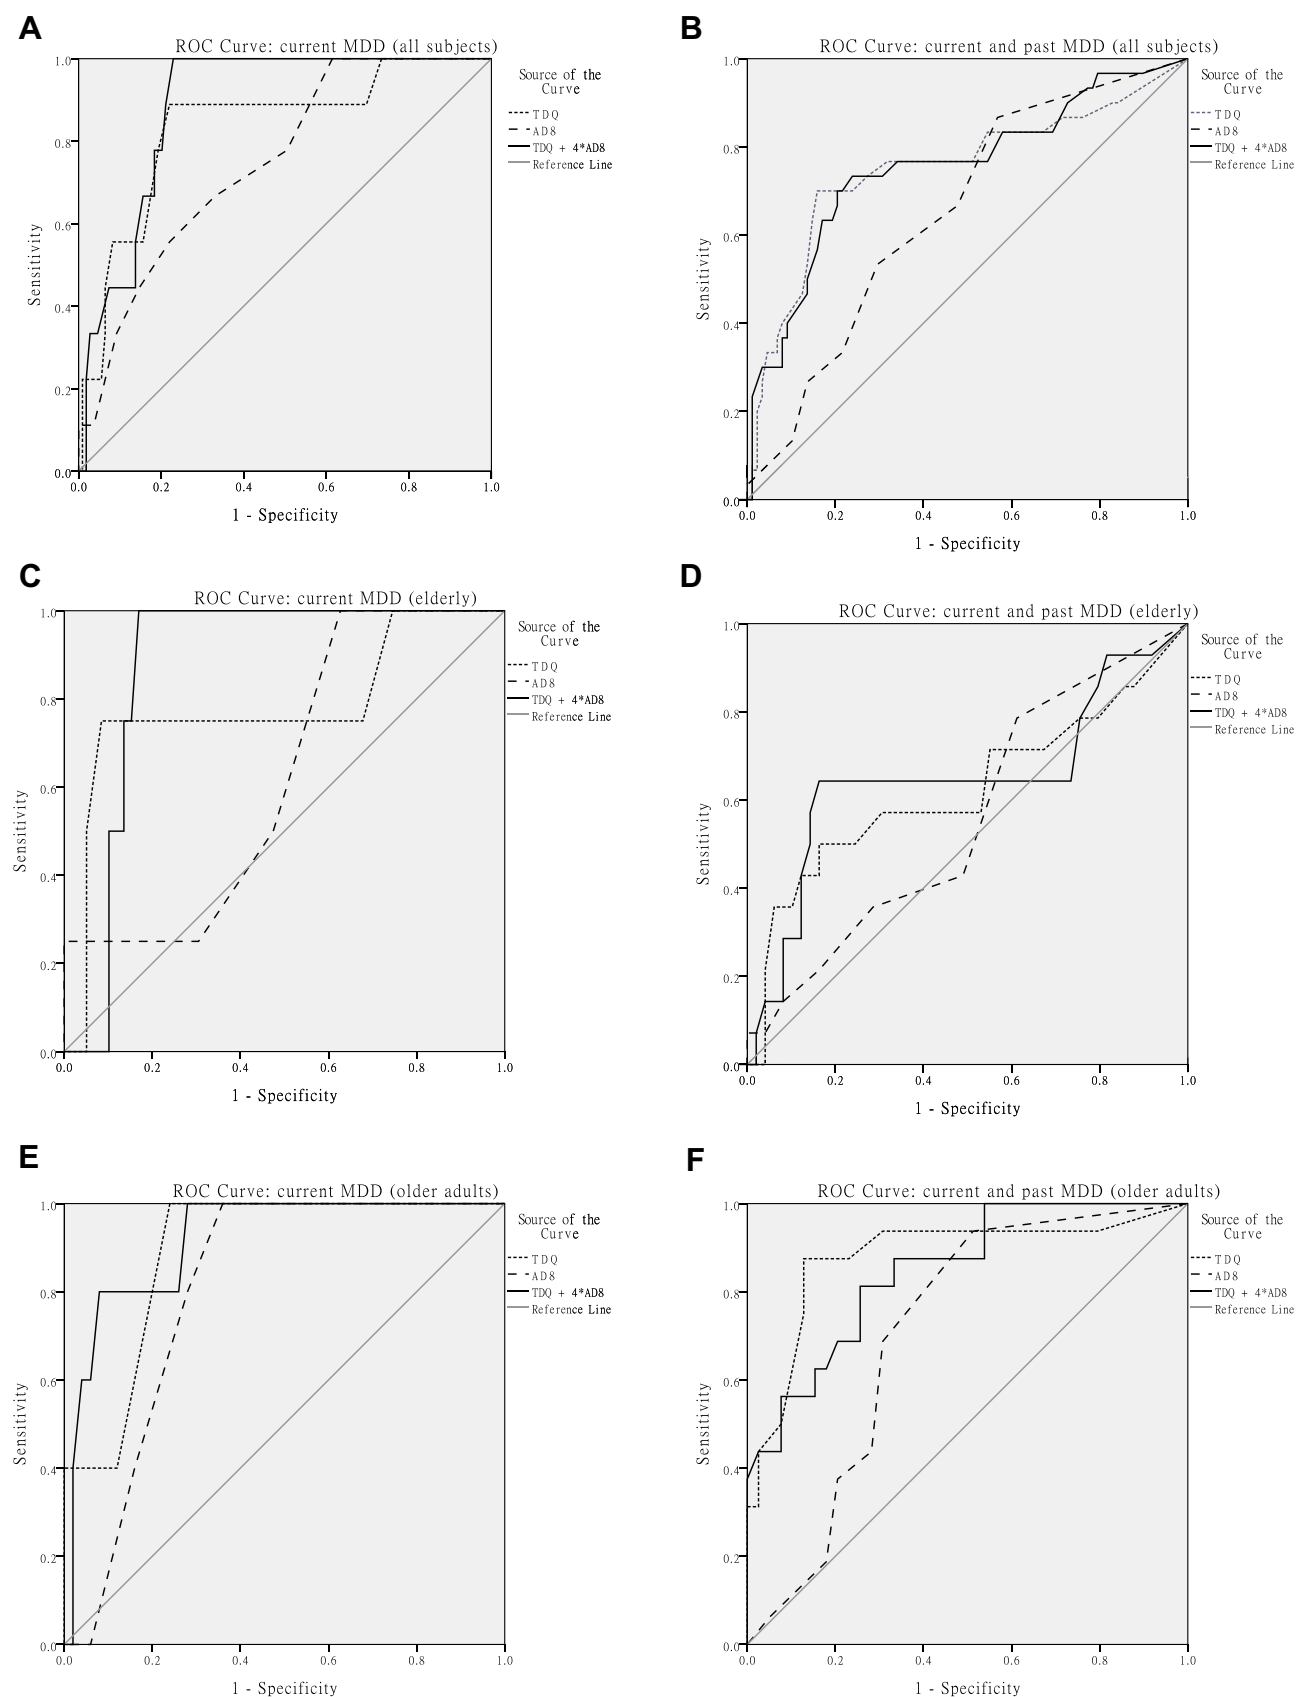 A
ROC Curve: current MDD (all subjects)
Source of the
Curve
TDQ
AD8
TDQ + 4*AD8
Reference Line
Sensitivity
1.0
0.8
0.6
0.4
0.2
0.0
0.0 0.2 0.4 0.6 0.8 1.0
1 - Specificity
B
ROC Curve: current and past MDD (all subjects)
Source of the
Curve
TDQ
AD8
TDQ + 4*AD8
Reference Line
Sensitivity
1.0
0.8
0.6
0.4
0.2
0.0
0.0 0.2 0.4 0.6 0.8 1.0
1 - Specificity
C
ROC Curve: current MDD (elderly)
Source of the
Curve
TDQ
AD8
TDQ + 4*AD8
Reference Line
Sensitivity
1.0
0.8
0.6
0.4
0.2
0.0
0.0 0.2 0.4 0.6 0.8 1.0
1 - Specificity
D
ROC Curve: current and past MDD (elderly)
Source of the
Curve
TDQ
AD8
TDQ + 4*AD8
Reference Line
Sensitivity
1.0
0.8
0.6
0.4
0.2
0.0
0.0 0.2 0.4 0.6 0.8 1.0
1 - Specificity
E
ROC Curve: current MDD (older adults)
Source of the
Curve
TDQ
AD8
TDQ + 4*AD8
Reference Line
Sensitivity
1.0
0.8
0.6
0.4
0.2
0.0
0.0 0.2 0.4 0.6 0.8 1.0
1 - Specificity
F
ROC Curve: current and past MDD (older adults)
Source of the
Curve
TDQ
AD8
TDQ + 4*AD8
Reference Line
Sensitivity
1.0
0.8
0.6
0.4
0.2
0.0
0.0 0.2 0.4 0.6 0.8 1.0
1 - Specificity